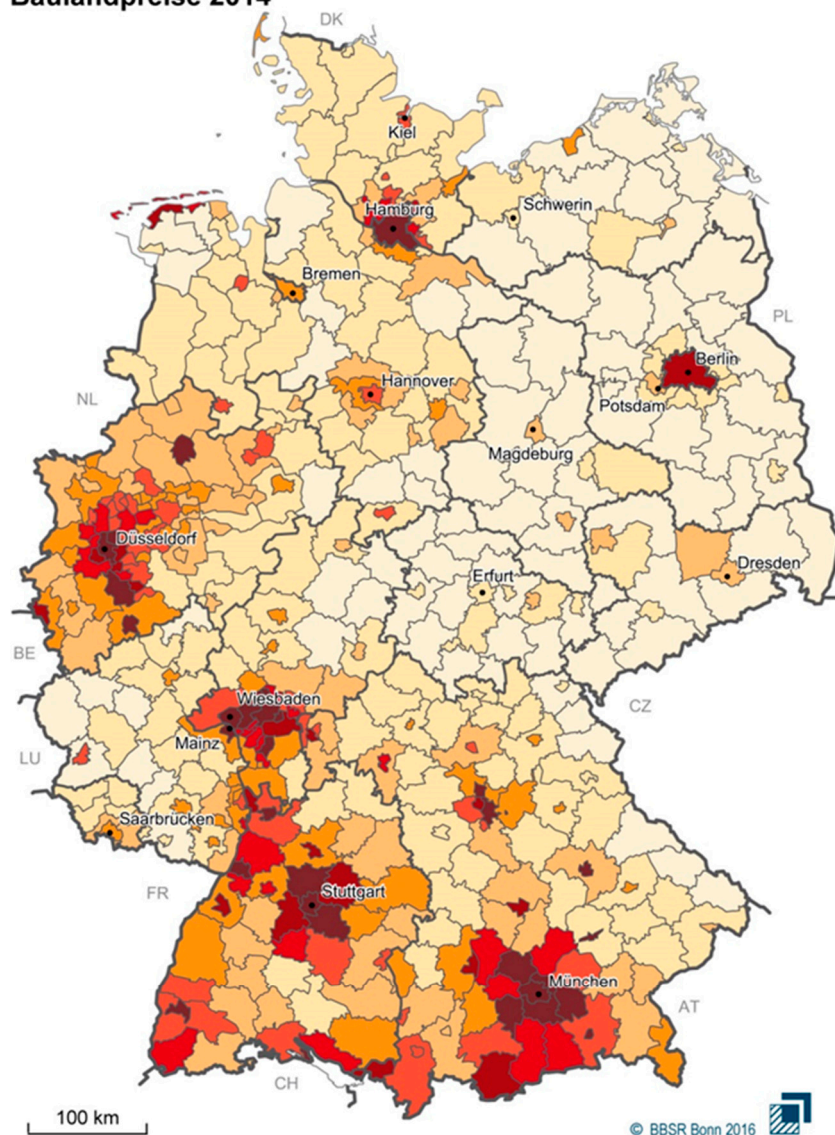 Baulandpreise 2014
DK
Kiel
Hamburg
Schwerin
Bremen
PL
Berlin
Hannover
NL
Potsdam
Magdeburg
Düsseldorf
Dresden
Erfurt
BE
Wiesbaden
CZ
Mainz
LU
Saarbrücken
FR
Stuttgart
München
AT
CH
100 km
© BBSR Bonn 2016